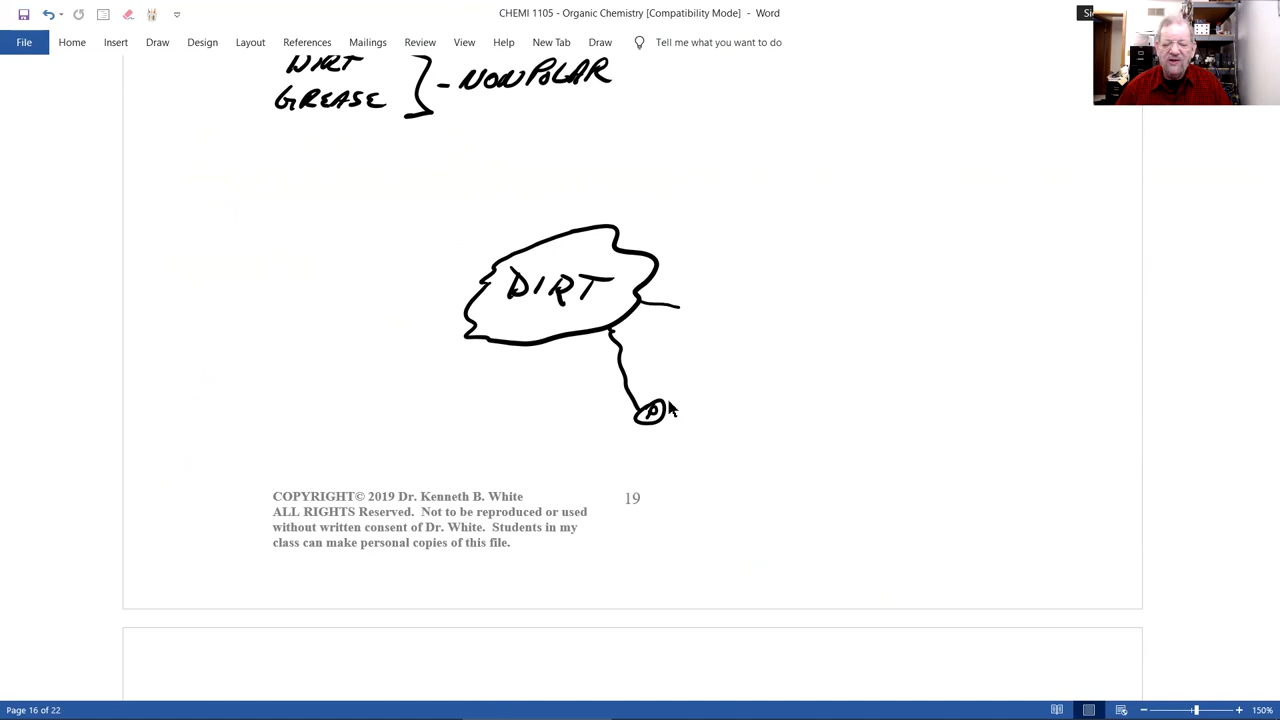 CHEMI 1105 - Organic Chemistry [Compatibility Mode] - Word
File Home Insert Draw Design Layout References Mailings Review View Help New Tab Draw Tell me what you want to do
DIRT
GREASE } - NONPOLAR
DIRT
P
COPYRIGHT© 2019 Dr. Kenneth B. White
ALL RIGHTS Reserved. Not to be reproduced or used
without written consent of Dr. White. Students in my
class can make personal copies of this file.
19
Page 16 of 22
150%